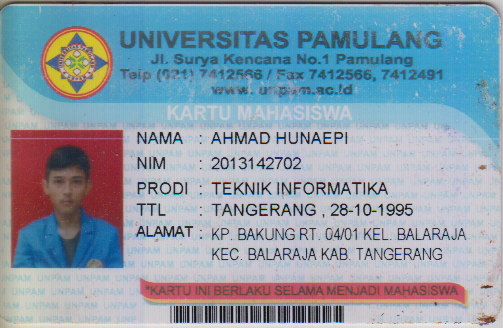 UNIVERSITAS PAMULANG
Jl. Surya Kencana No.1 Pamulang
Telp (021) 7412566 / Fax 7412566, 7412491
www. unpam.ac.id
KARTU MAHASISWA
NAMA : AHMAD HUNAEPI
NIM : 2013142702
PRODI : TEKNIK INFORMATIKA
TTL : TANGERANG , 28-10-1995
ALAMAT : KP. BAKUNG RT. 04/01 KEL. BALARAJA
KEC. BALARAJA KAB. TANGERANG
*KARTU INI BERLAKU SELAMA MENJADI MAHASISWA